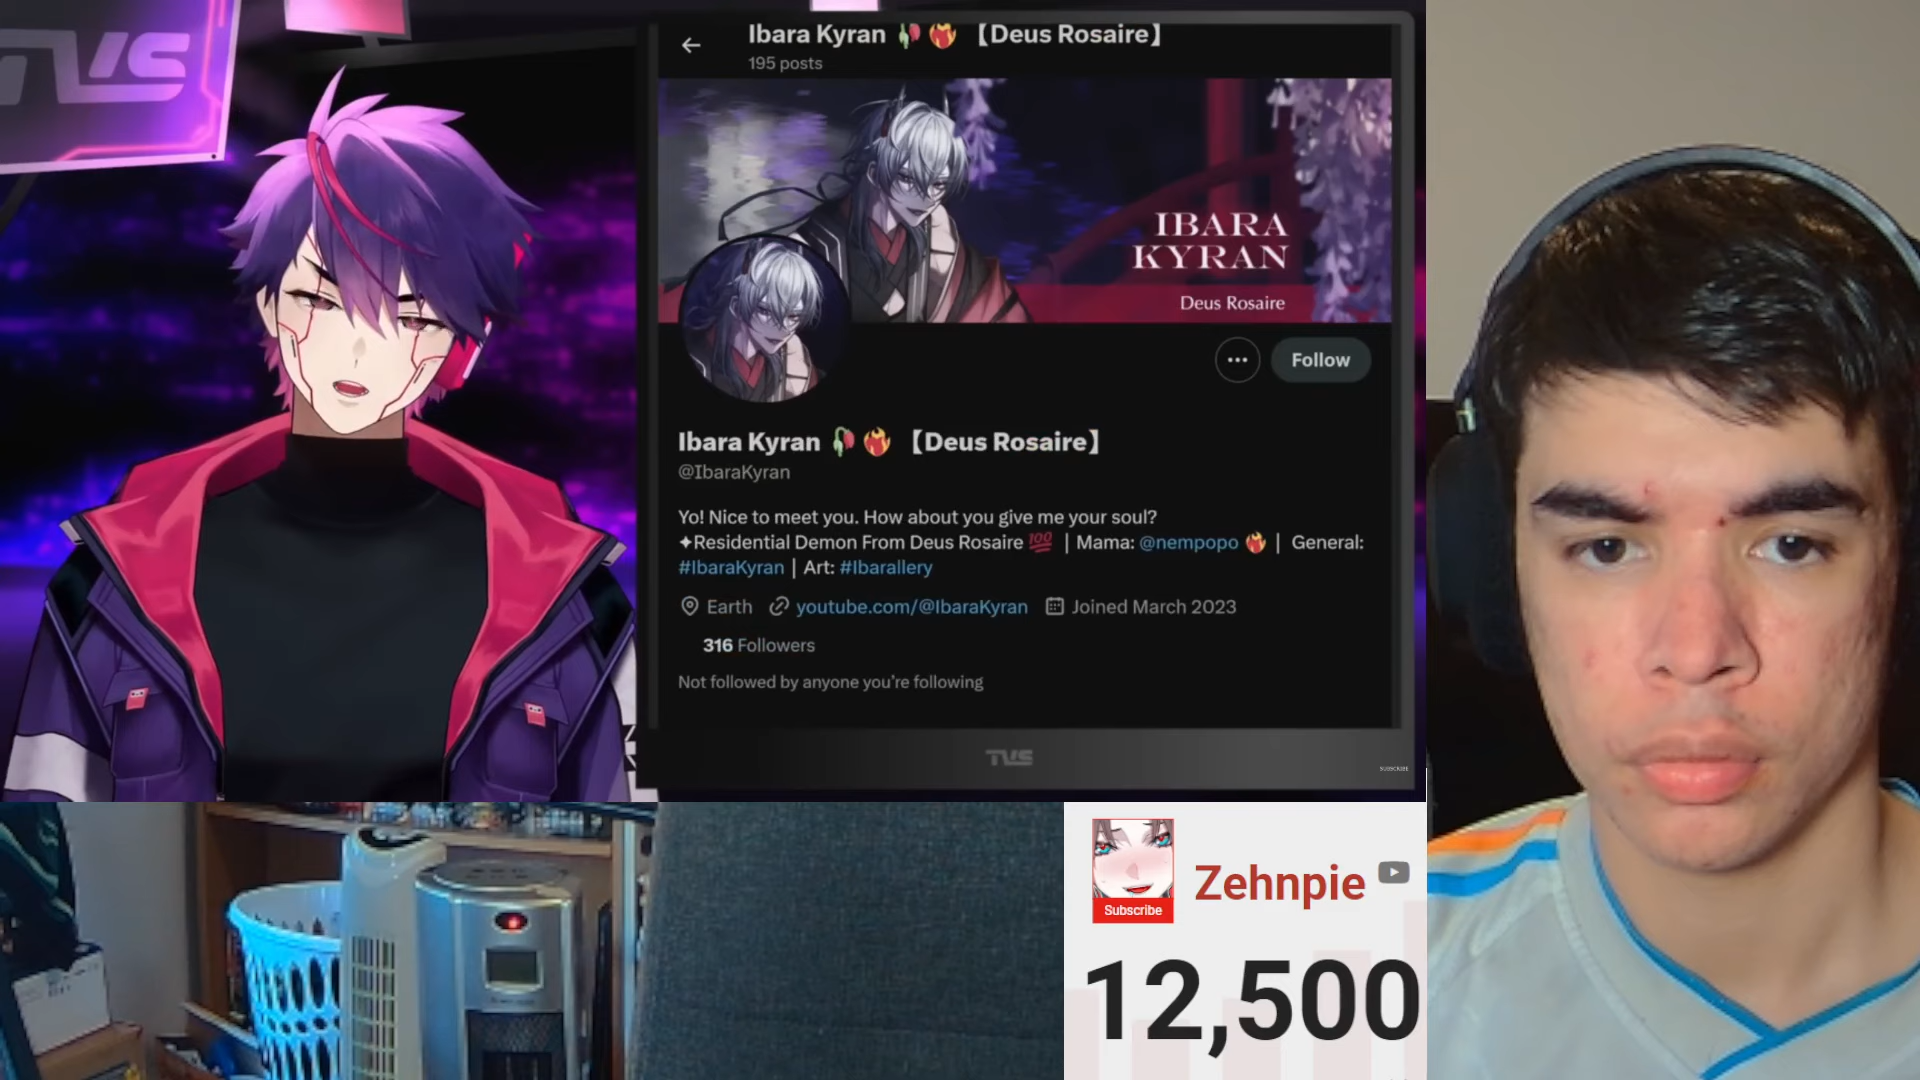 TVS
Ibara Kyran 🥀❤️‍🔥 【Deus Rosaire】
195 posts
IBARA
KYRAN
Deus Rosaire
Follow
Ibara Kyran 🥀❤️‍🔥 【Deus Rosaire】
@IbaraKyran
Yo! Nice to meet you. How about you give me your soul?
✦Residential Demon From Deus Rosaire 💯 | Mama: @nempopo ❤️‍🔥 | General:
#IbaraKyran | Art: #Ibarallery
Earth youtube.com/@IbaraKyran Joined March 2023
316 Followers
Not followed by anyone you're following
TVS
SUBSCRIBE
Subscribe
Zehnpie
12,500